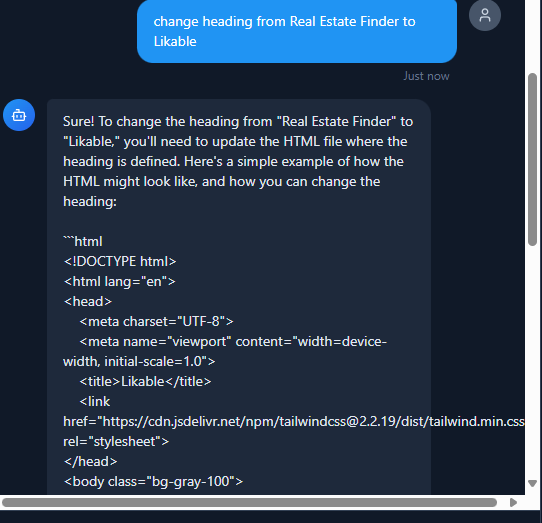 change heading from Real Estate Finder to
Likable
Just now
Sure! To change the heading from "Real Estate Finder" to
"Likable," you'll need to update the HTML file where the
heading is defined. Here's a simple example of how the
HTML might look like, and how you can change the
heading:
```html
<!DOCTYPE html>
<html lang="en">
<head>
    <meta charset="UTF-8">
    <meta name="viewport" content="width=device-
width, initial-scale=1.0">
    <title>Likable</title>
    <link
href="https://cdn.jsdelivr.net/npm/tailwindcss@2.2.19/dist/tailwind.min.css
rel="stylesheet">
</head>
<body class="bg-gray-100">